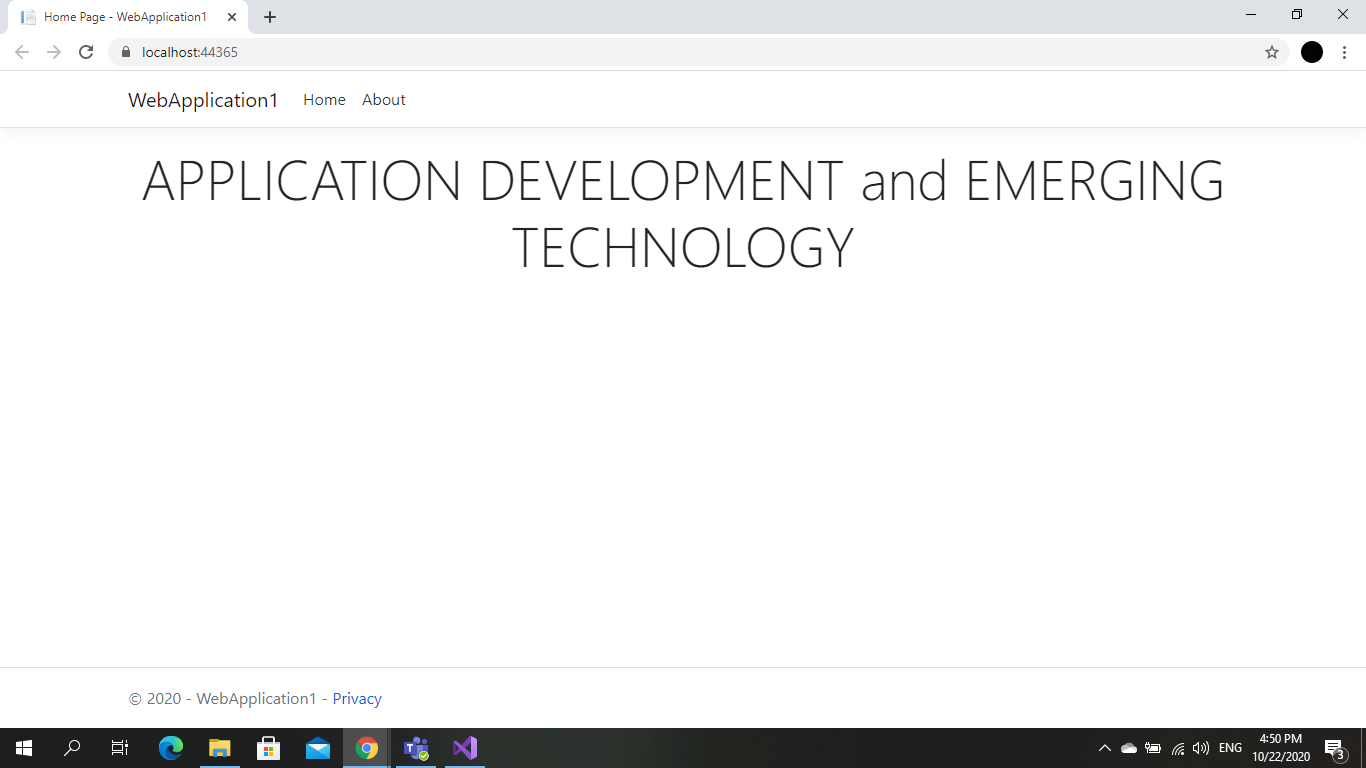 Home Page - WebApplication1
localhost:44365
WebApplication1 Home About
APPLICATION DEVELOPMENT and EMERGING
TECHNOLOGY
© 2020 - WebApplication1 - Privacy
ENG
4:50 PM
10/22/2020
3